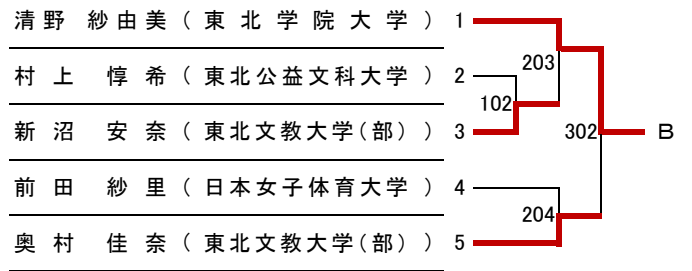 清野 紗由美 ( 東北学院大学 ) 1
203
村上 惇希 ( 東北公益文科大学 ) 2
102
新沼 安奈 ( 東北文教大学(部) ) 3 302 B
前田 紗里 ( 日本女子体育大学 ) 4
204
奥村 佳奈 ( 東北文教大学(部) ) 5